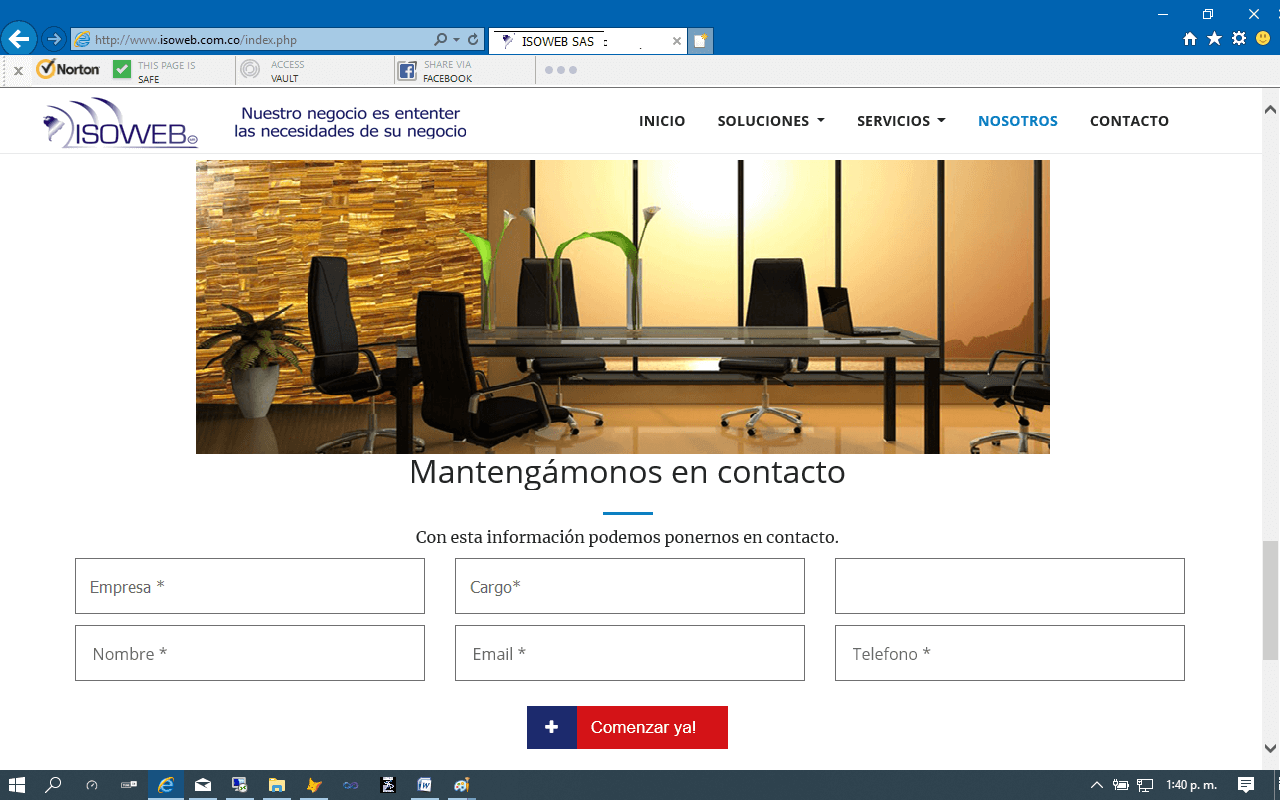 http://www.isoweb.com.co/index.php
ISOWEB SAS
Norton
THIS PAGE IS
SAFE
ACCESS
VAULT
SHARE VIA
FACEBOOK
ISOWEB
Nuestro negocio es ententer
las necesidades de su negocio
INICIO SOLUCIONES SERVICIOS NOSOTROS CONTACTO
Mantengámonos en contacto
Con esta información podemos ponernos en contacto.
Empresa * Cargo*
Nombre * Email * Telefono *
Comenzar ya!
1:40 p. m.